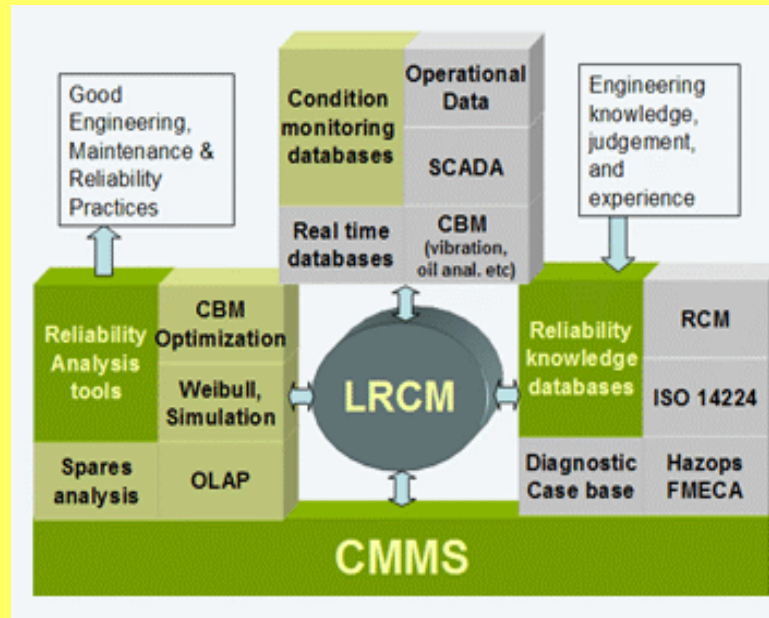 Good
Engineering,
Maintenance &
Reliability
Practices
Condition
monitoring
databases
Operational
Data
SCADA
Real time
databases
CBM
(vibration,
oil anal. etc)
Engineering
knowledge,
judgement,
and
experience
Reliability
Analysis
tools
CBM
Optimization
Weibull,
Simulation
Spares
analysis
OLAP
LRCM
Reliability
knowledge
databases
RCM
ISO 14224
Diagnostic
Case base
Hazops
FMECA
CMMS